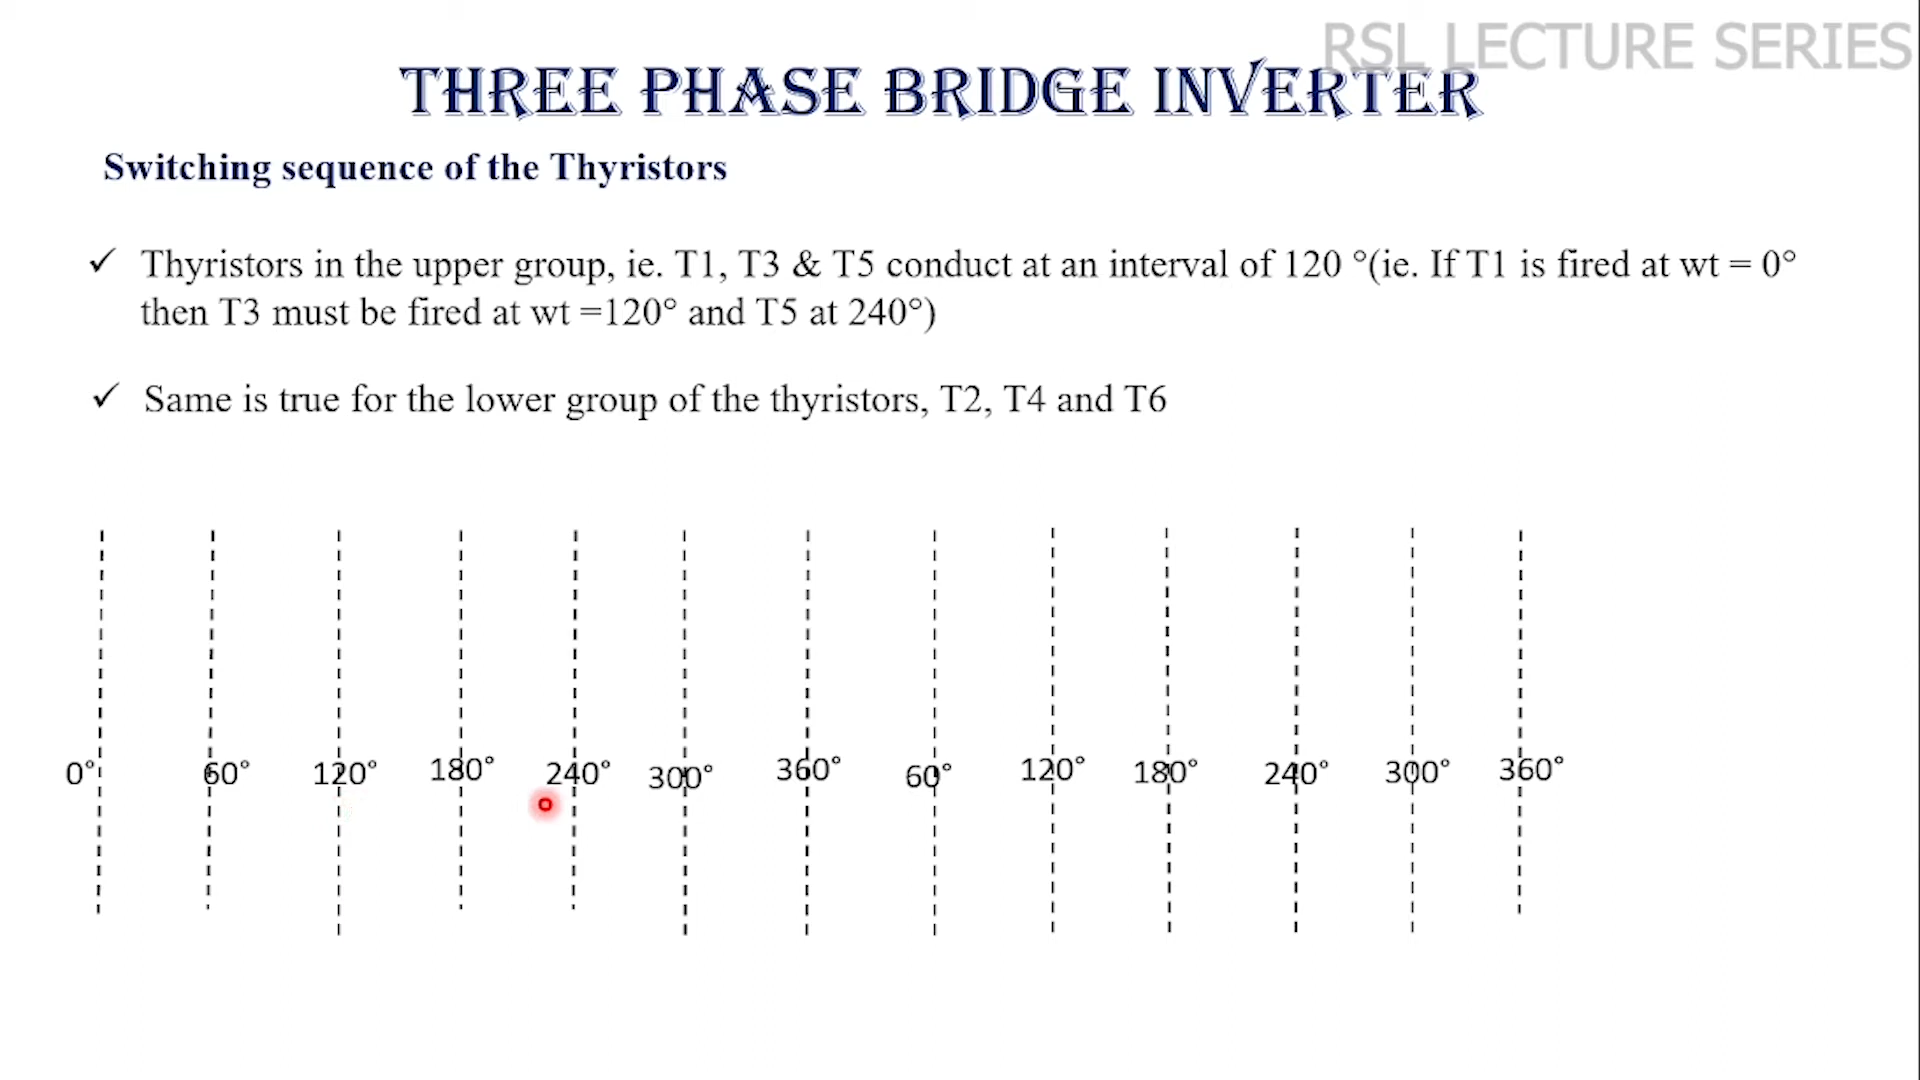 RSL LECTURE SERIES
THREE PHASE BRIDGE INVERTER
Switching sequence of the Thyristors
✓ Thyristors in the upper group, ie. T1, T3 & T5 conduct at an interval of 120 °(ie. If T1 is fired at wt = 0°
then T3 must be fired at wt =120° and T5 at 240°)
✓ Same is true for the lower group of the thyristors, T2, T4 and T6
0° 60° 120° 180° 240° 300° 360° 60° 120° 180° 240° 300° 360°